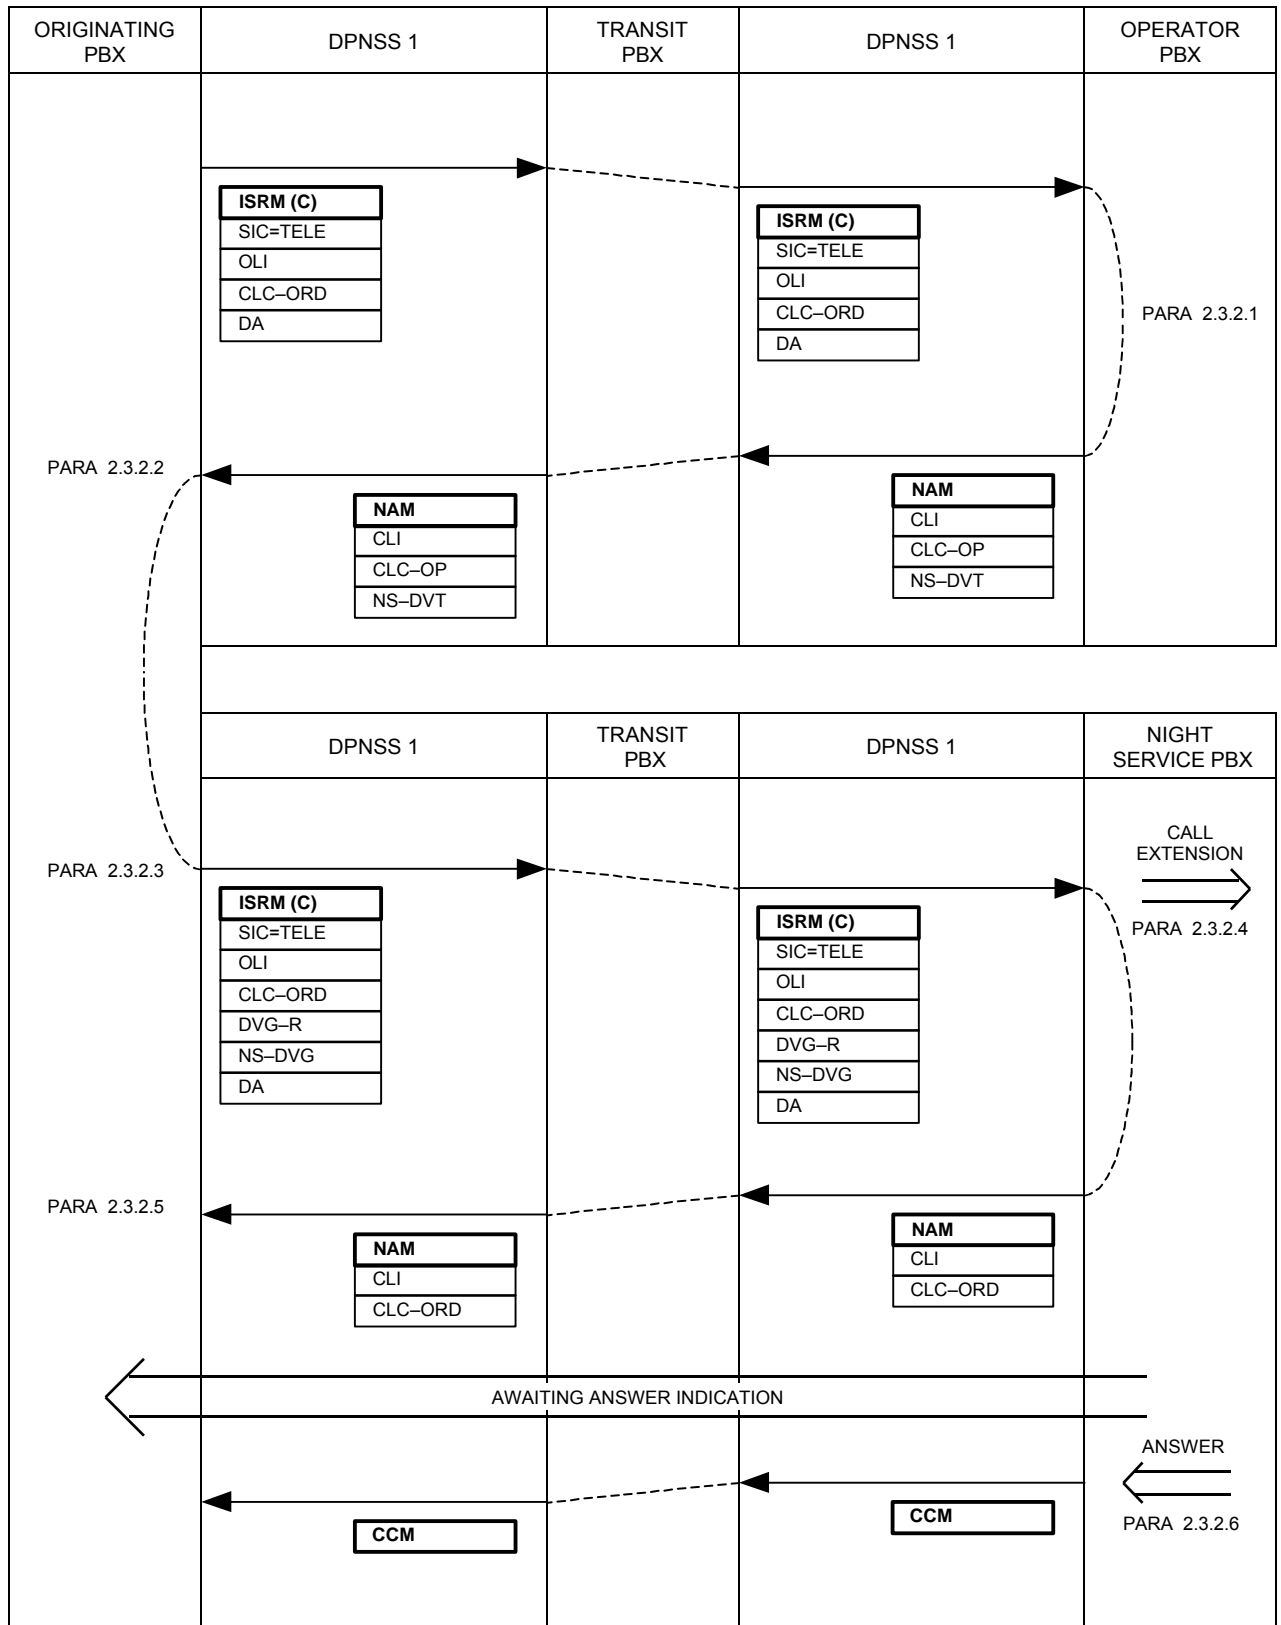 ORIGINATING
PBX
DPNSS 1
TRANSIT
PBX
DPNSS 1
OPERATOR
PBX
ISRM (C)
SIC=TELE
OLI
CLC–ORD
DA
ISRM (C)
SIC=TELE
OLI
CLC–ORD
DA
PARA 2.3.2.1
PARA 2.3.2.2
NAM
CLI
CLC–OP
NS–DVT
NAM
CLI
CLC–OP
NS–DVT
DPNSS 1
TRANSIT
PBX
DPNSS 1
NIGHT
SERVICE PBX
CALL
EXTENSION
PARA 2.3.2.3
PARA 2.3.2.4
ISRM (C)
SIC=TELE
OLI
CLC–ORD
DVG–R
NS–DVG
DA
ISRM (C)
SIC=TELE
OLI
CLC–ORD
DVG–R
NS–DVG
DA
PARA 2.3.2.5
NAM
CLI
CLC–ORD
NAM
CLI
CLC–ORD
AWAITING ANSWER INDICATION
ANSWER
PARA 2.3.2.6
CCM
CCM